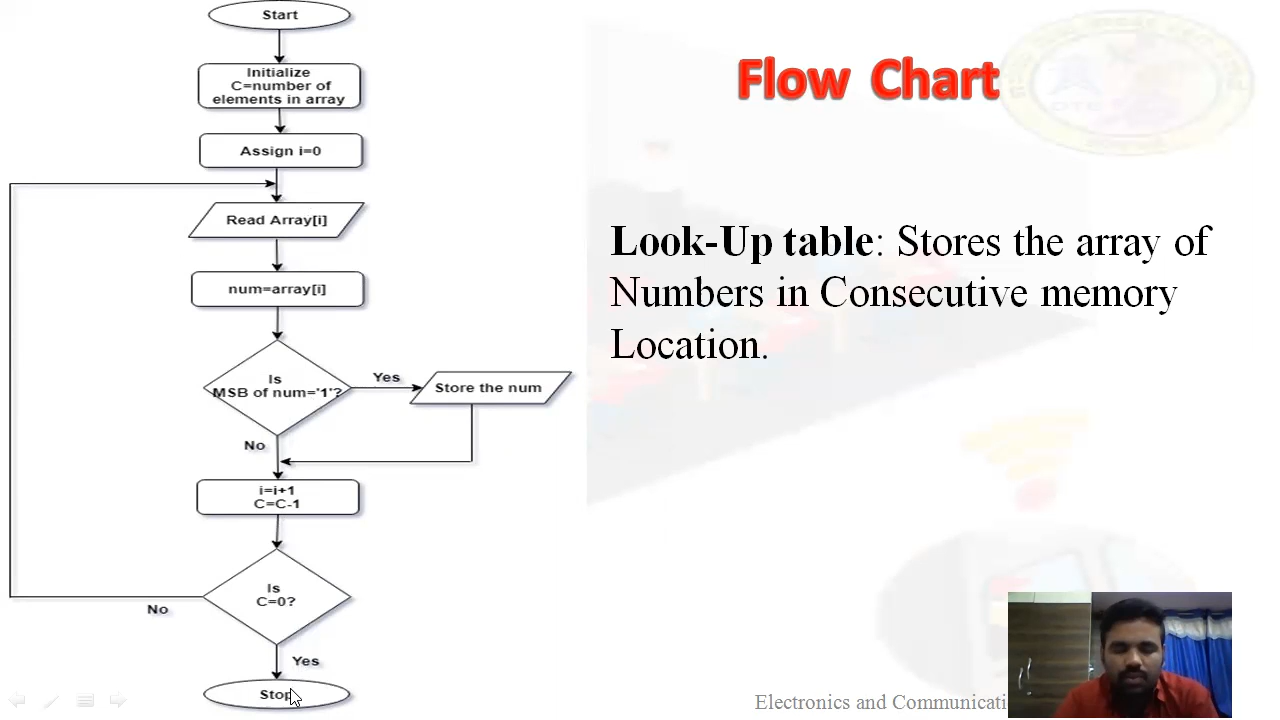 Start
Initialize
C=number of
elements in array
Assign i=0
Read Array[i]
num=array[i]
Is
MSB of num='1'?
Yes
Store the num
No
i=i+1
C=C-1
Is
C=0?
No
Yes
Stop
Flow Chart
Look-Up table: Stores the array of
Numbers in Consecutive memory
Location.
Electronics and